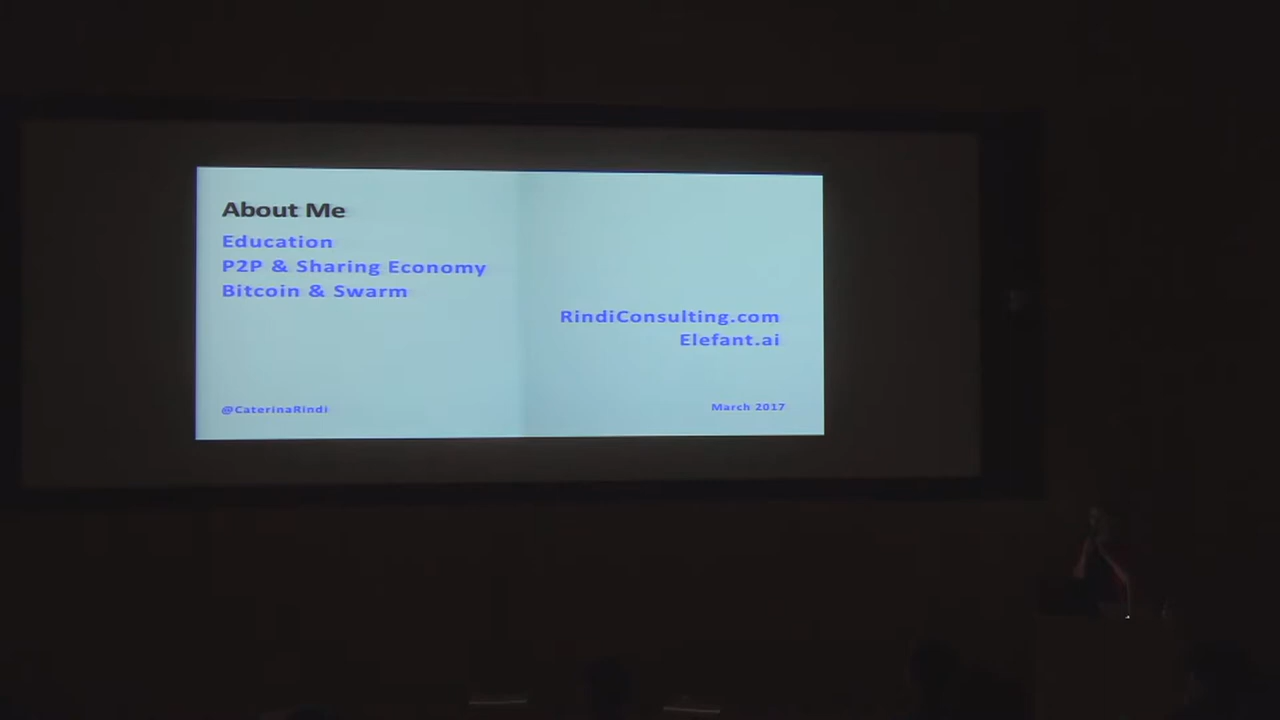 About Me
Education
P2P & Sharing Economy
Bitcoin & Swarm
RindiConsulting.com
Elefant.ai
@CaterinaRindi
March 2017